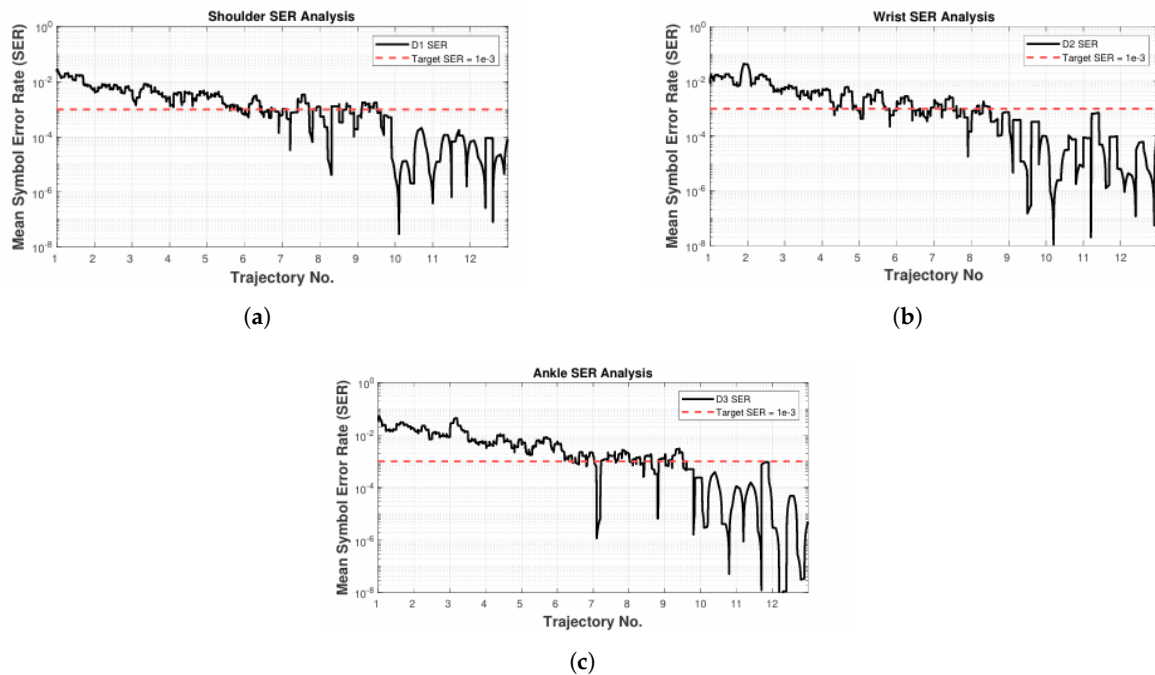 Shoulder SER Analysis
Mean Symbol Error Rate (SER)
10^0
10^-2
10^-4
10^-6
10^-8
D1 SER
Target SER = 1e-3
1 2 3 4 5 6 7 8 9 10 11 12
Trajectory No.
(a)
Wrist SER Analysis
Mean Symbol Error Rate (SER)
10^0
10^-2
10^-4
10^-6
10^-8
D2 SER
Target SER = 1e-3
1 2 3 4 5 6 7 8 9 10 11 12
Trajectory No
(b)
Ankle SER Analysis
Mean Symbol Error Rate (SER)
10^0
10^-2
10^-4
10^-6
10^-8
D3 SER
Target SER = 1e-3
1 2 3 4 5 6 7 8 9 10 11 12
Trajectory No.
(c)